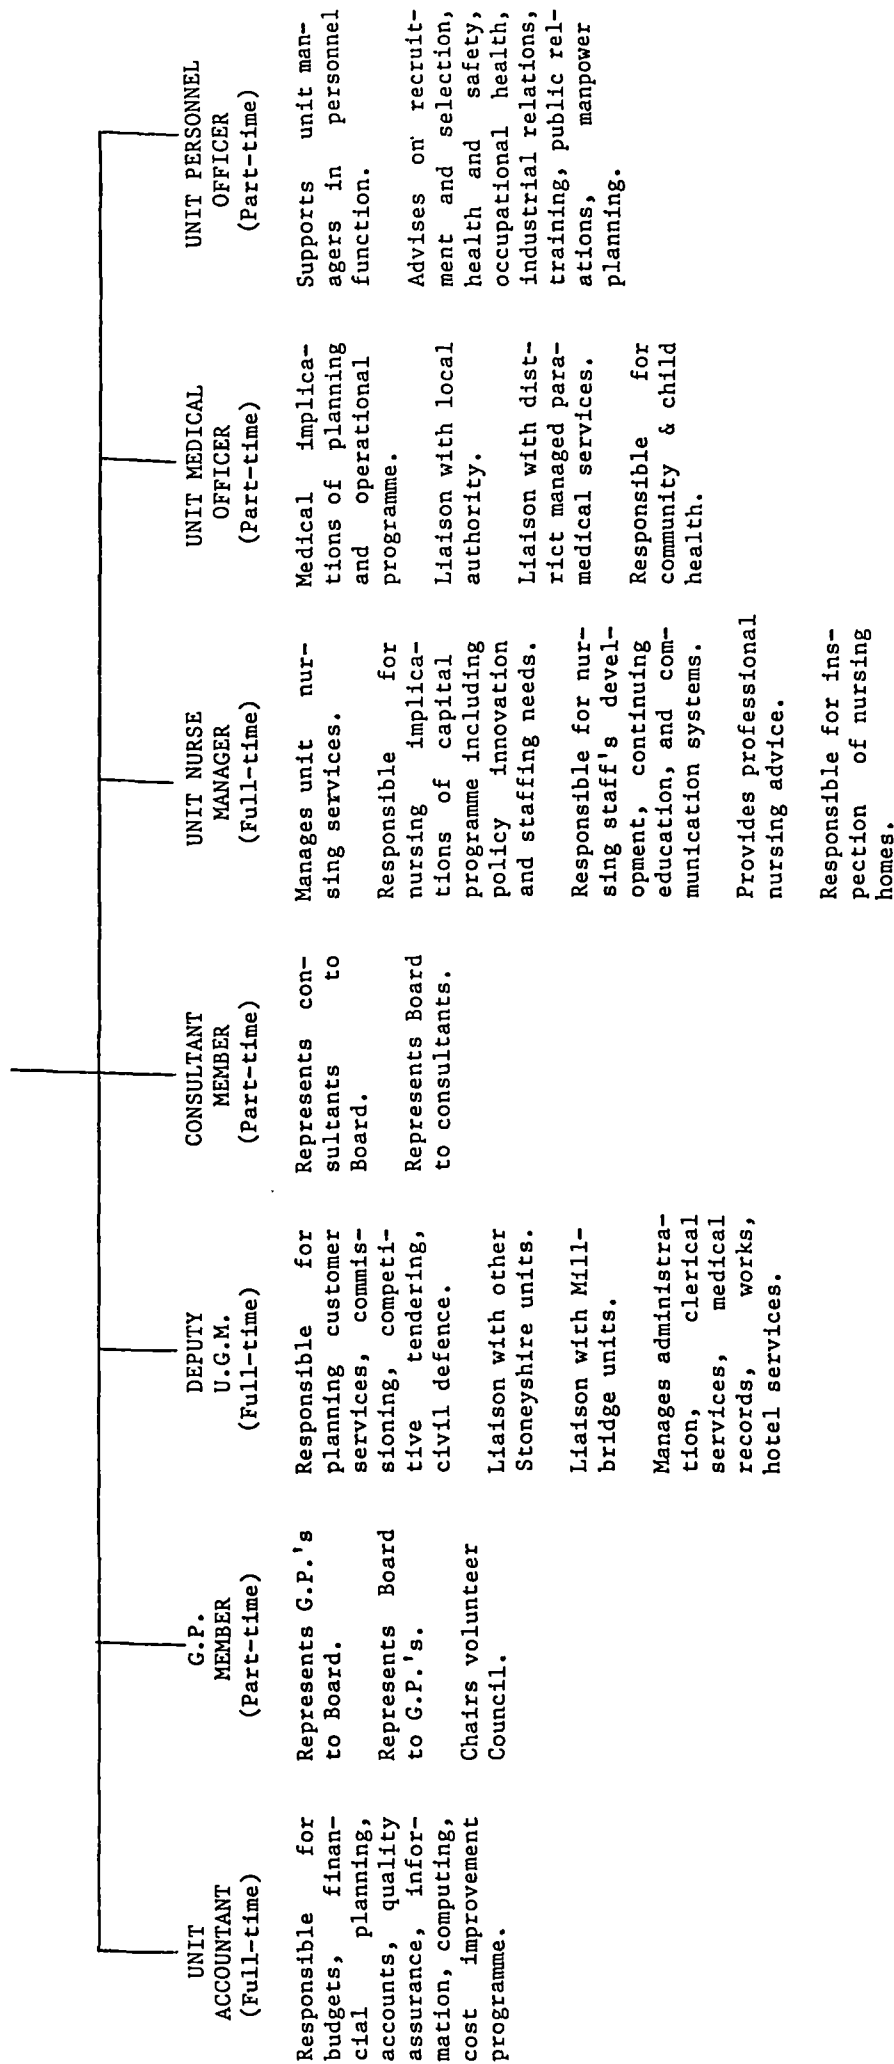 UNIT
ACCOUNTANT
(Full-time)
Responsible for
budgets, finan-
cial planning,
accounts, quality
assurance, infor-
mation, computing,
cost improvement
programme.
G.P.
MEMBER
(Part-time)
Represents G.P.'s
to Board.
Represents Board
to G.P.'s.
Chairs volunteer
Council.
DEPUTY
U.G.M.
(Full-time)
Responsible for
planning customer
services, commis-
sioning, competi-
tive tendering,
civil defence.
Liaison with other
Stoneyshire units.
Liaison with Mill-
bridge units.
Manages administra-
tion, clerical
services, medical
records, works,
hotel services.
CONSULTANT
MEMBER
(Part-time)
Represents con-
sultants to
Board.
Represents Board
to consultants.
UNIT NURSE
MANAGER
(Full-time)
Manages unit nur-
sing services.
Responsible for
nursing implica-
tions of capital
programme including
policy innovation
and staffing needs.
Responsible for nur-
sing staff's devel-
opment, continuing
education, and com-
munication systems.
Provides professional
nursing advice.
Responsible for ins-
pection of nursing
homes.
UNIT MEDICAL
OFFICER
(Part-time)
Medical implica-
tions of planning
and operational
programme.
Liaison with local
authority.
Liaison with dist-
rict managed para-
medical services.
Responsible for
community & child
health.
UNIT PERSONNEL
OFFICER
(Part-time)
Supports unit man-
agers in personnel
function.
Advises on recruit-
ment and selection,
health and safety,
occupational health,
industrial relations,
training, public rel-
ations, manpower
planning.